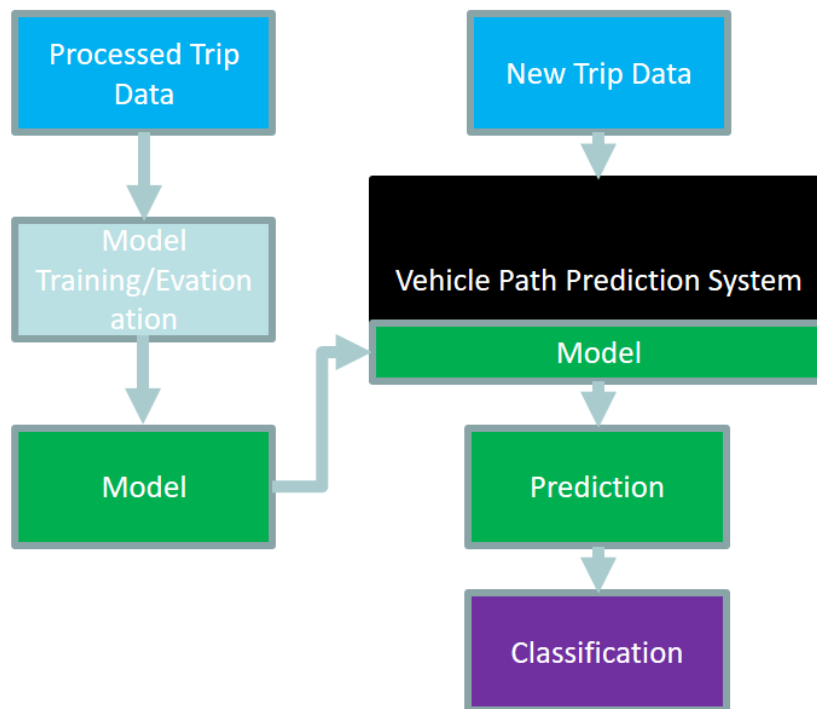 Processed Trip
Data
New Trip Data
Model
Training/Evation
ation
Vehicle Path Prediction System
Model
Model
Prediction
Classification